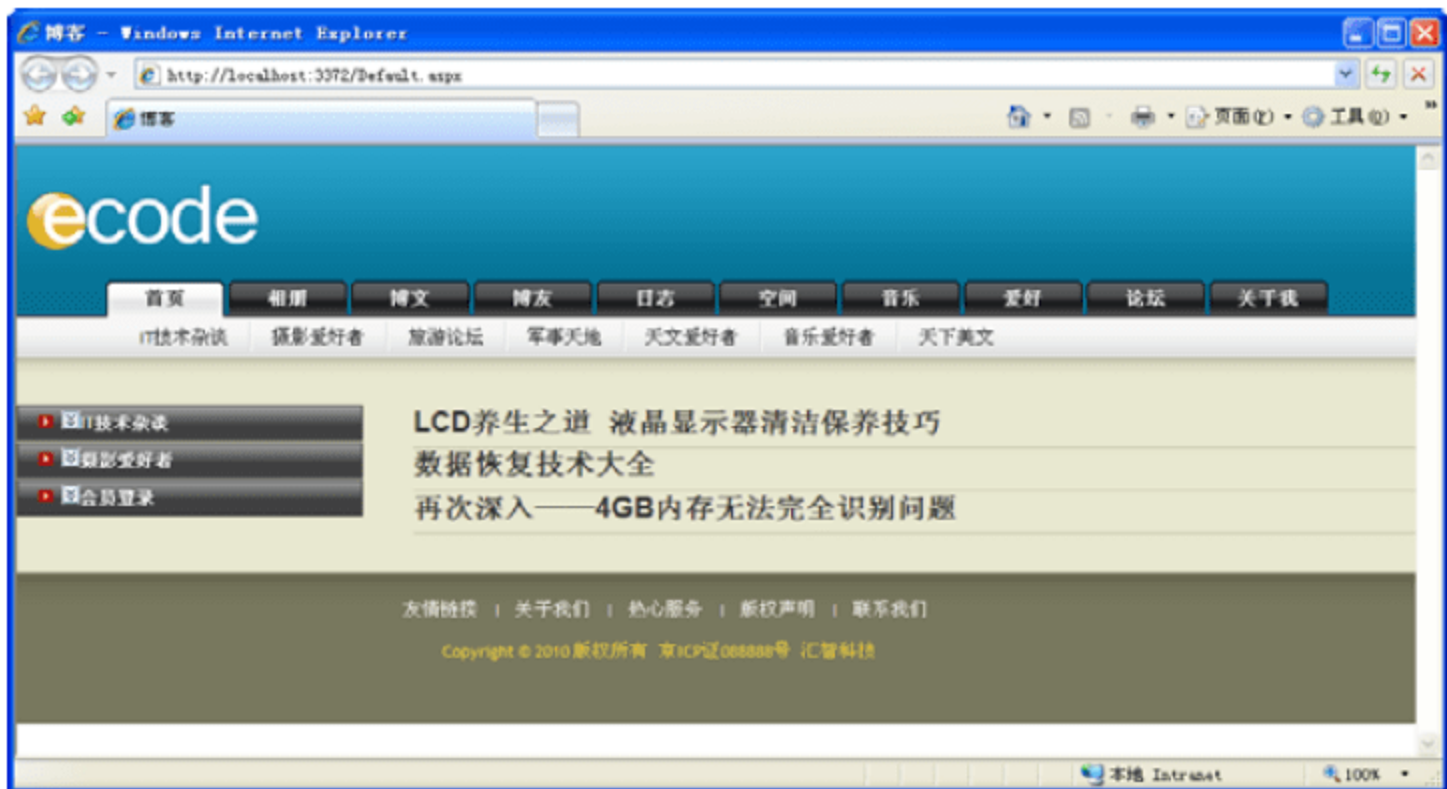 博客 - Windows Internet Explorer
http://localhost:3372/Default.aspx
博客 页面(P) 工具(O)
ecode
首页 相册 博文 博友 日志 空间 音乐 爱好 论坛 关于我
IT技术杂谈 摄影爱好者 旅游论坛 军事天地 天文爱好者 音乐爱好者 天下美文
IT技术杂谈
摄影爱好者
会员登录
LCD养生之道 液晶显示器清洁保养技巧
数据恢复技术大全
再次深入——4GB内存无法完全识别问题
友情链接 | 关于我们 | 热心服务 | 版权声明 | 联系我们
Copyright © 2010 版权所有 京ICP证088888号 汇智科技
本地 Intranet 100%